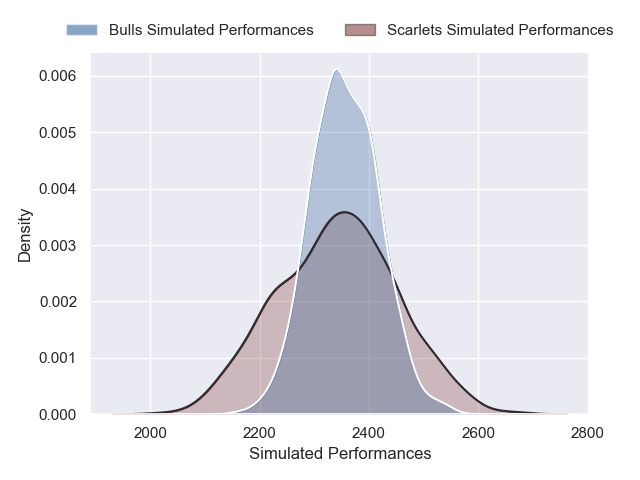 Bulls Simulated Performances
Scarlets Simulated Performances
0.006
0.005
0.004
0.003
0.002
0.001
0.000
Density
2000 2200 2400 2600 2800
Simulated Performances